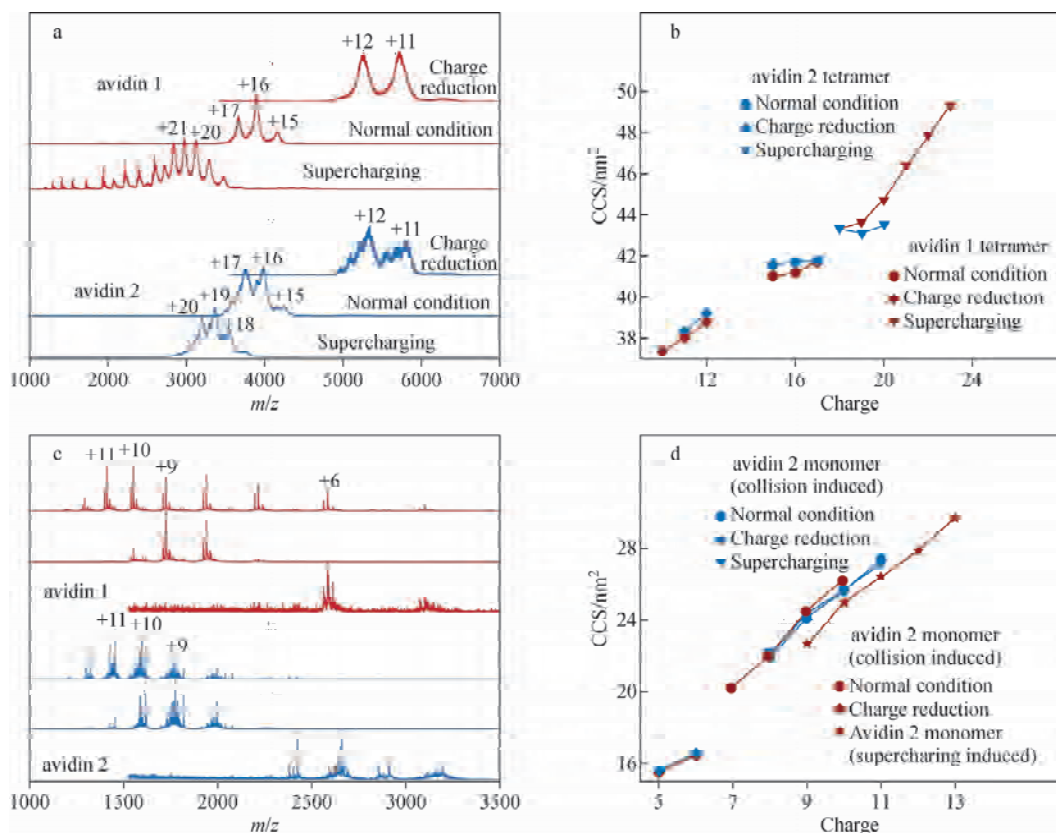 a
+12
+11
Charge
reduction
avidin 1
+16
+17
+15
Normal condition
+21
+20
Supercharging
+12
+11
Charge
reduction
+17
+16
avidin 2
+20
+19
+15
Normal condition
+18
Supercharging
1000 2000 3000 4000 5000 6000 7000
m/z
b
avidin 2 tetramer
Normal condition
Charge reduction
Supercharging
avidin 1 tetramer
Normal condition
Charge reduction
Supercharging
CCS/nm²
50
48
44
40
38
12 16 20 24
Charge
c
+11
+10
+9
+6
avidin 1
+11
+10
+9
avidin 2
1000 1500 2000 2500 3000 3500
m/z
d
avidin 2 monomer
(collision induced)
Normal condition
Charge reduction
Supercharging
avidin 2 monomer
(collision induced)
Normal condition
Charge reduction
Avidin 2 monomer
(supercharing induced)
CCS/nm²
28
24
20
16
5 7 9 11 13
Charge